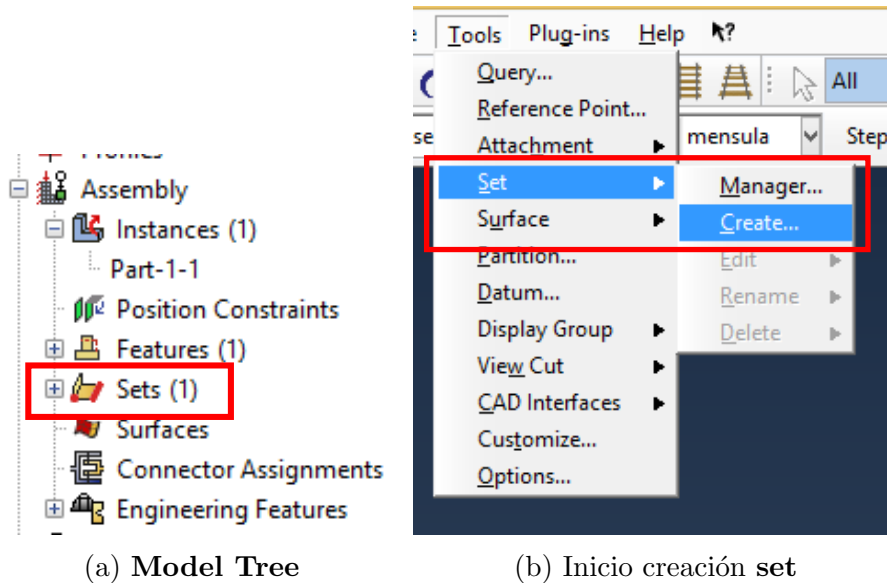 Tools Plug-ins Help
Query...
All
Reference Point...
Attachment
mensula
Step
Set
Manager...
Surface
Create...
Partition...
Edit
Datum...
Rename
Display Group
Delete
View Cut
CAD Interfaces
Customize...
Options...
Assembly
Instances (1)
Part-1-1
Position Constraints
Features (1)
Sets (1)
Surfaces
Connector Assignments
Engineering Features
(a) Model Tree
(b) Inicio creación set